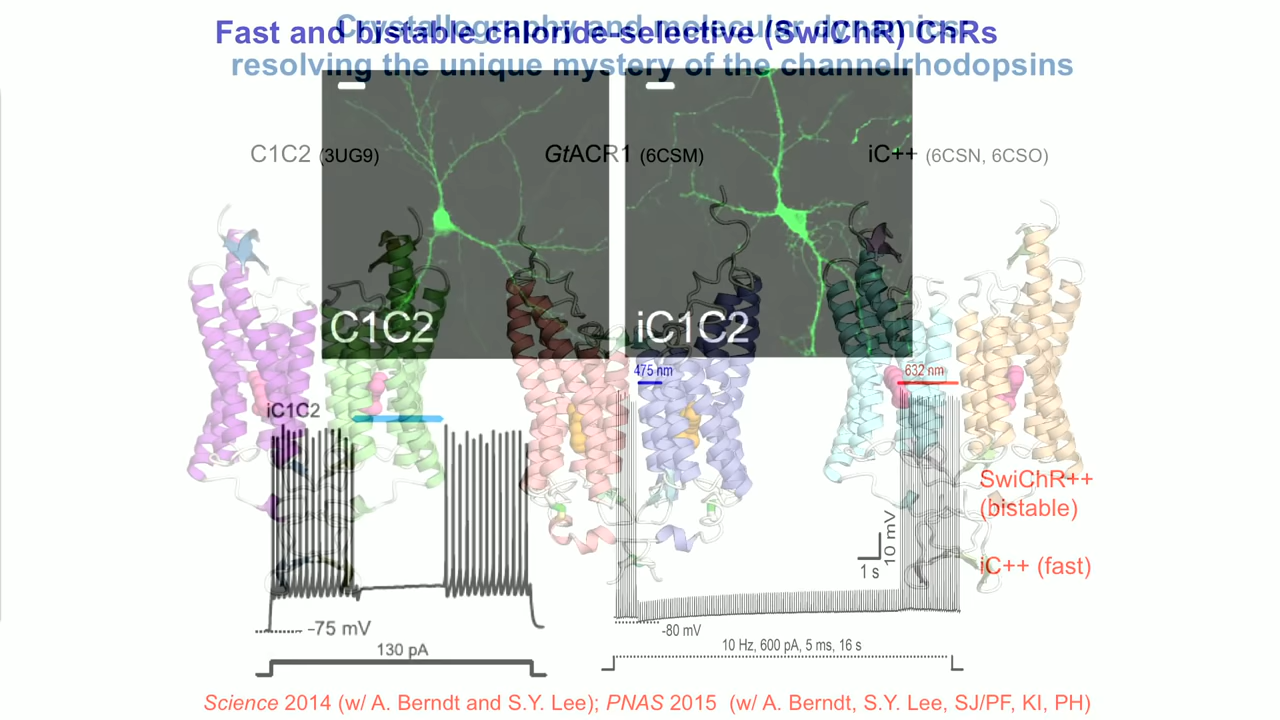 Fast and bistable chloride-selective (SwiChR) ChRs
Crystallography and molecular dynamics:
resolving the unique mystery of the channelrhodopsins
C1C2 (3UG9)
GtACR1 (6CSM)
iC++ (6CSN, 6CSO)
C1C2
iC1C2
475 nm
632 nm
iC1C2
SwiChR++
(bistable)
10 mV
1 s
iC++ (fast)
-75 mV
-80 mV
130 pA
10 Hz, 600 pA, 5 ms, 16 s
Science 2014 (w/ A. Berndt and S.Y. Lee); PNAS 2015 (w/ A. Berndt, S.Y. Lee, SJ/PF, KI, PH)